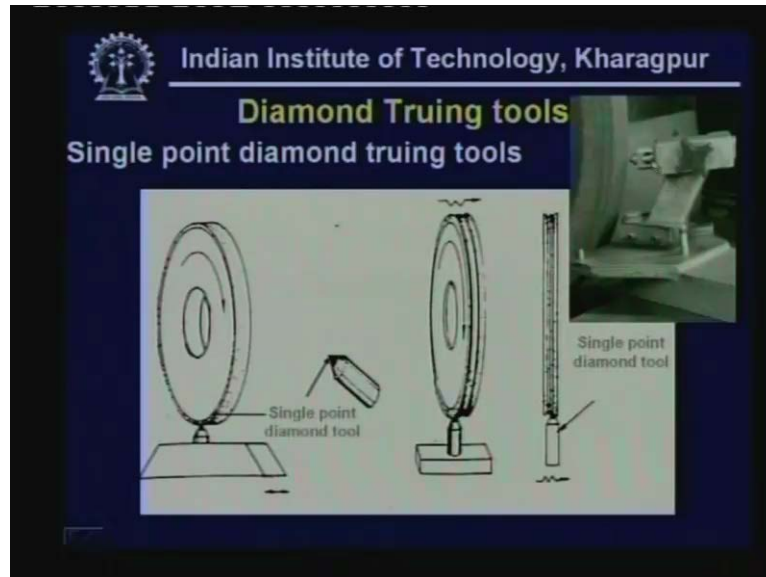 Indian Institute of Technology, Kharagpur
Diamond Truing tools
Single point diamond truing tools
Single point
diamond tool
Single point
diamond tool